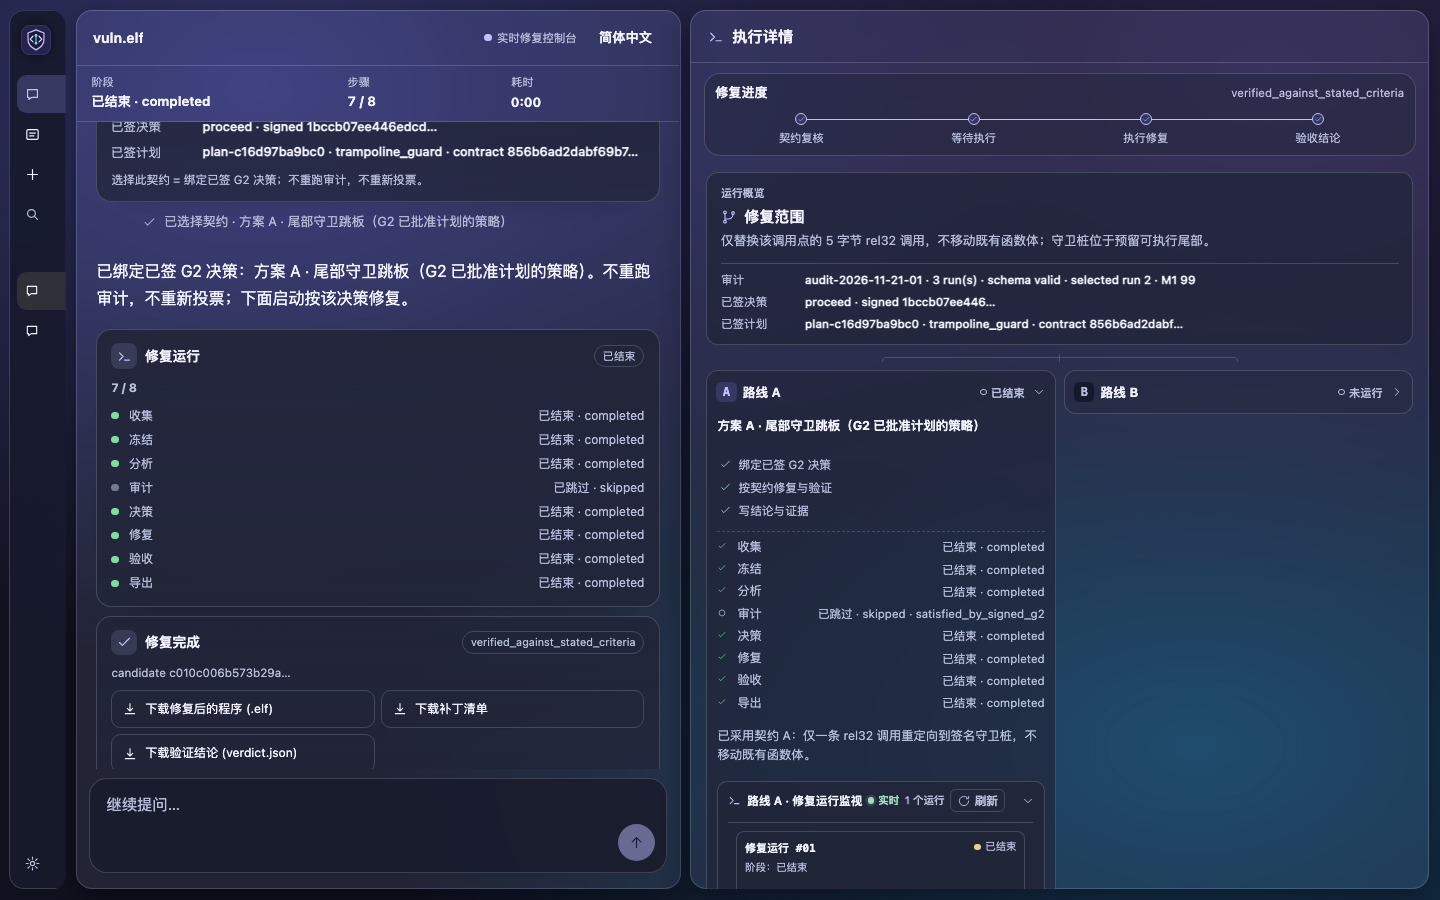 vuln.elf
实时修复控制台
简体中文
阶段
步骤
耗时
已结束 · completed
7 / 8
0:00
已签决策
proceed · signed 1bccb07ee446edcd...
已签计划
plan-c16d97ba9bc0 · trampoline_guard · contract 856b6ad2dabf69b7...
选择此契约 = 绑定已签 G2 决策；不重跑审计，不重新投票。
已选择契约 · 方案 A · 尾部守卫跳板（G2 已批准计划的策略）
已绑定已签 G2 决策：方案 A · 尾部守卫跳板（G2 已批准计划的策略）。不重跑
审计，不重新投票；下面启动按该决策修复。
修复运行
已结束
7 / 8
收集
已结束 · completed
冻结
已结束 · completed
分析
已结束 · completed
审计
已跳过 · skipped
决策
已结束 · completed
修复
已结束 · completed
验收
已结束 · completed
导出
已结束 · completed
修复完成
verified_against_stated_criteria
candidate c010c006b573b29a...
下载修复后的程序 (.elf)
下载补丁清单
下载验证结论 (verdict.json)
继续提问...
执行详情
修复进度
verified_against_stated_criteria
契约复核
等待执行
执行修复
验收结论
运行概览
修复范围
仅替换该调用点的 5 字节 rel32 调用，不移动既有函数体；守卫桩位于预留可执行尾部。
审计
audit-2026-11-21-01 · 3 run(s) · schema valid · selected run 2 · M1 99
已签决策
proceed · signed 1bccb07ee446...
已签计划
plan-c16d97ba9bc0 · trampoline_guard · contract 856b6ad2dabf...
A
路线 A
已结束
B
路线 B
未运行
方案 A · 尾部守卫跳板（G2 已批准计划的策略）
绑定已签 G2 决策
按契约修复与验证
写结论与证据
收集
已结束 · completed
冻结
已结束 · completed
分析
已结束 · completed
审计
已跳过 · skipped · satisfied_by_signed_g2
决策
已结束 · completed
修复
已结束 · completed
验收
已结束 · completed
导出
已结束 · completed
已采用契约 A：仅一条 rel32 调用重定向到签名守卫桩，不
移动既有函数体。
路线 A · 修复运行监视
实时
1 个运行
刷新
修复运行 #01
已结束
阶段：已结束